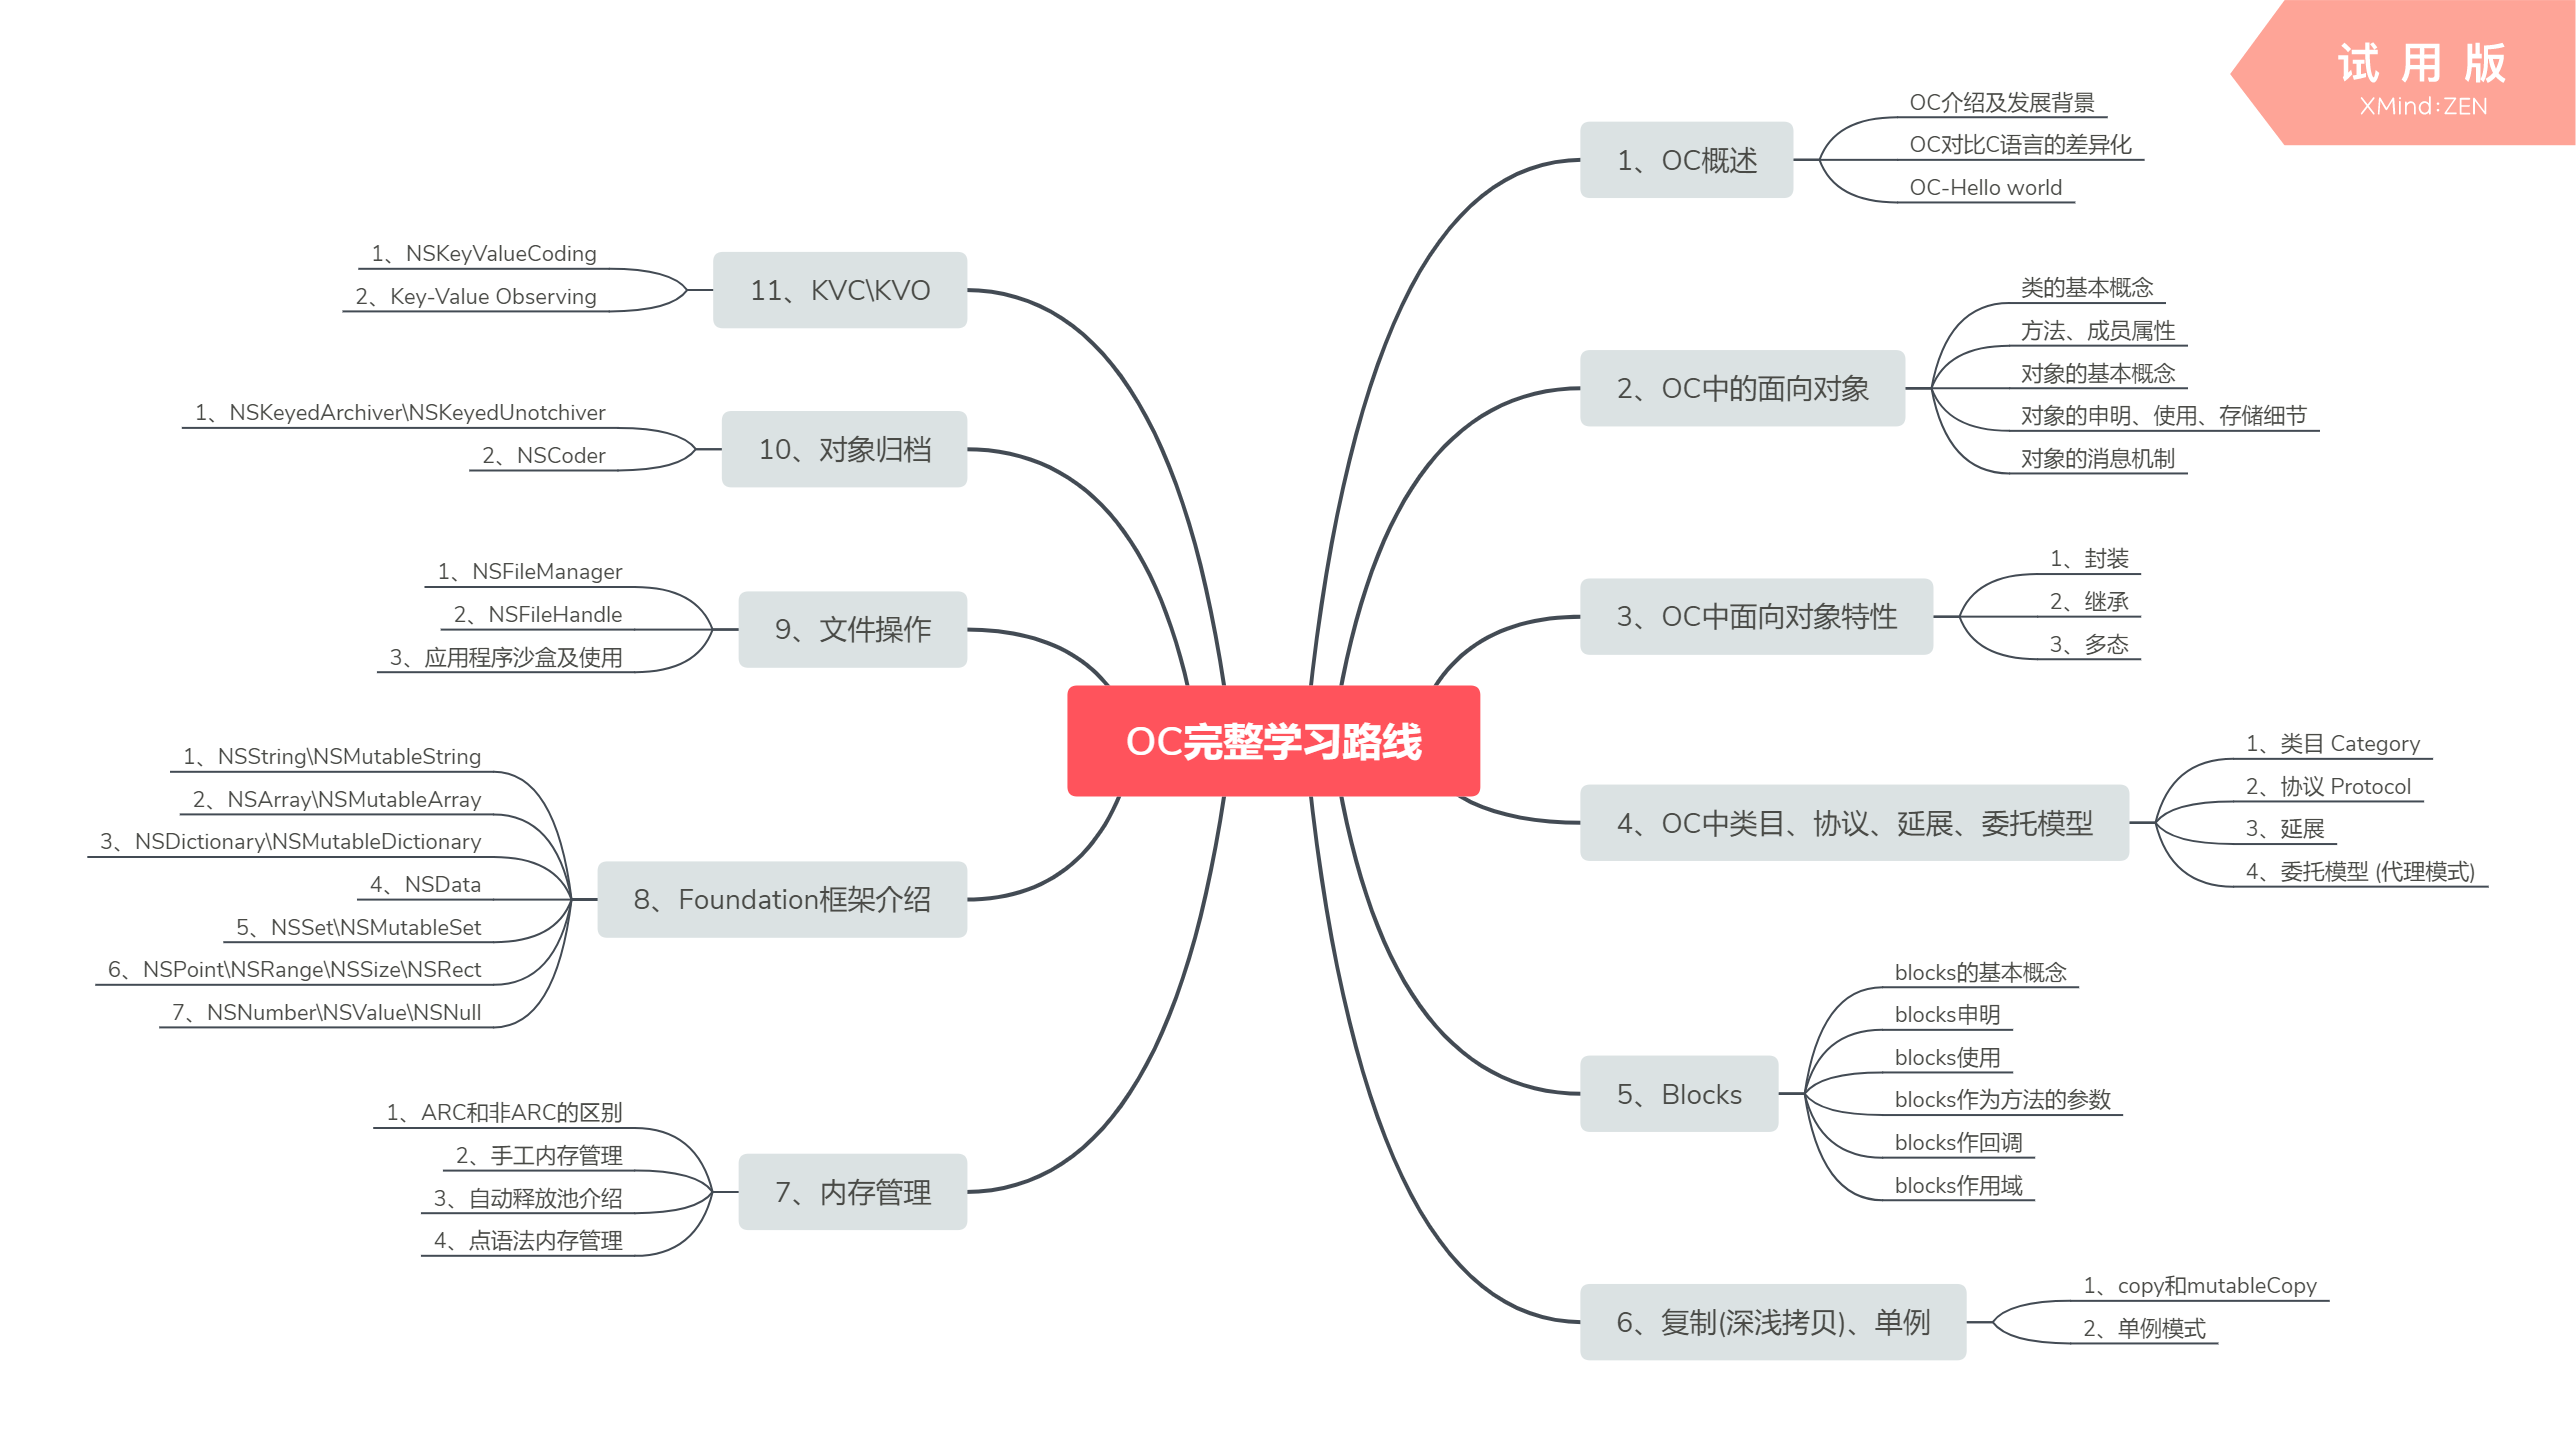 试用版
XMind:ZEN
OC完整学习路线
1、OC概述
OC介绍及发展背景
OC对比C语言的差异化
OC-Hello world
2、OC中的面向对象
类的基本概念
方法、成员属性
对象的基本概念
对象的申明、使用、存储细节
对象的消息机制
3、OC中面向对象特性
1、封装
2、继承
3、多态
4、OC中类目、协议、延展、委托模型
1、类目 Category
2、协议 Protocol
3、延展
4、委托模型 (代理模式)
5、Blocks
blocks的基本概念
blocks申明
blocks使用
blocks作为方法的参数
blocks作回调
blocks作用域
6、复制(深浅拷贝)、单例
1、copy和mutableCopy
2、单例模式
7、内存管理
1、ARC和非ARC的区别
2、手工内存管理
3、自动释放池介绍
4、点语法内存管理
8、Foundation框架介绍
1、NSString\NSMutableString
2、NSArray\NSMutableArray
3、NSDictionary\NSMutableDictionary
4、NSData
5、NSSet\NSMutableSet
6、NSPoint\NSRange\NSSize\NSRect
7、NSNumber\NSValue\NSNull
9、文件操作
1、NSFileManager
2、NSFileHandle
3、应用程序沙盒及使用
10、对象归档
1、NSKeyedArchiver\NSKeyedUnotchiver
2、NSCoder
11、KVC\KVO
1、NSKeyValueCoding
2、Key-Value Observing